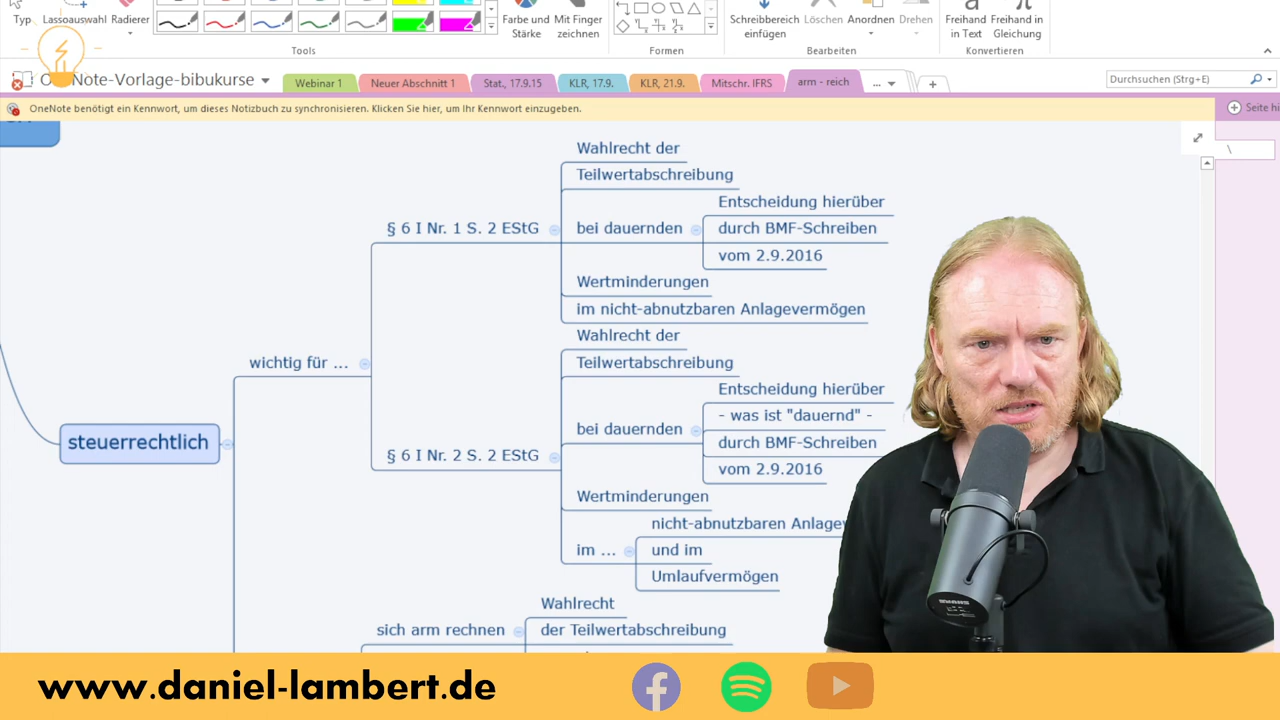 Typ
Lassoauswahl
Radierer
Farbe und
Stärke
Mit Finger
zeichnen
Schreibbereich
einfügen
Löschen
Anordnen
Drehen
Freihand
in Text
Freihand in
Gleichung
Tools
Formen
Bearbeiten
Konvertieren
Note-Vorlage-bibukurse
Webinar 1
Neuer Abschnitt 1
Stat., 17.9.15
KLR, 17.9.
KLR, 21.9.
Mitschr. IFRS
arm - reich
...
Durchsuchen (Strg+E)
OneNote benötigt ein Kennwort, um dieses Notizbuch zu synchronisieren. Klicken Sie hier, um Ihr Kennwort einzugeben.
Seite hi
Wahlrecht der
Teilwertabschreibung
Entscheidung hierüber
§ 6 I Nr. 1 S. 2 EStG
bei dauernden
durch BMF-Schreiben
vom 2.9.2016
Wertminderungen
im nicht-abnutzbaren Anlagevermögen
Wahlrecht der
wichtig für ...
Teilwertabschreibung
Entscheidung hierüber
- was ist "dauernd" -
bei dauernden
steuerrechtlich
durch BMF-Schreiben
§ 6 I Nr. 2 S. 2 EStG
vom 2.9.2016
Wertminderungen
nicht-abnutzbaren Anlagev
im ...
und im
Umlaufvermögen
Wahlrecht
sich arm rechnen
der Teilwertabschreibung
www.daniel-lambert.de